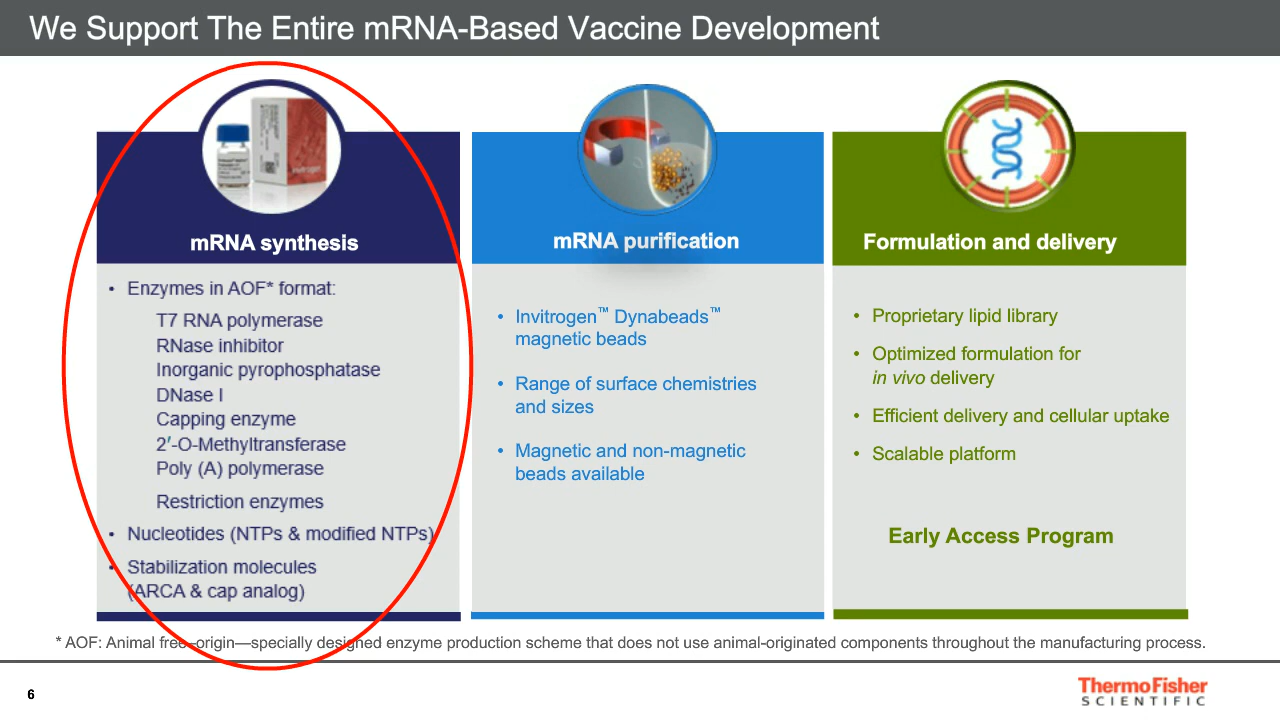 We Support The Entire mRNA-Based Vaccine Development
invitrogen
mRNA synthesis
• Enzymes in AOF* format:
T7 RNA polymerase
RNase inhibitor
Inorganic pyrophosphatase
DNase I
Capping enzyme
2′-O-Methyltransferase
Poly (A) polymerase
Restriction enzymes
• Nucleotides (NTPs & modified NTPs)
• Stabilization molecules
(ARCA & cap analog)
mRNA purification
• Invitrogen™ Dynabeads™
magnetic beads
• Range of surface chemistries
and sizes
• Magnetic and non-magnetic
beads available
Formulation and delivery
• Proprietary lipid library
• Optimized formulation for
in vivo delivery
• Efficient delivery and cellular uptake
• Scalable platform
Early Access Program
* AOF: Animal free–origin—specially designed enzyme production scheme that does not use animal-originated components throughout the manufacturing process.
6
ThermoFisher
SCIENTIFIC